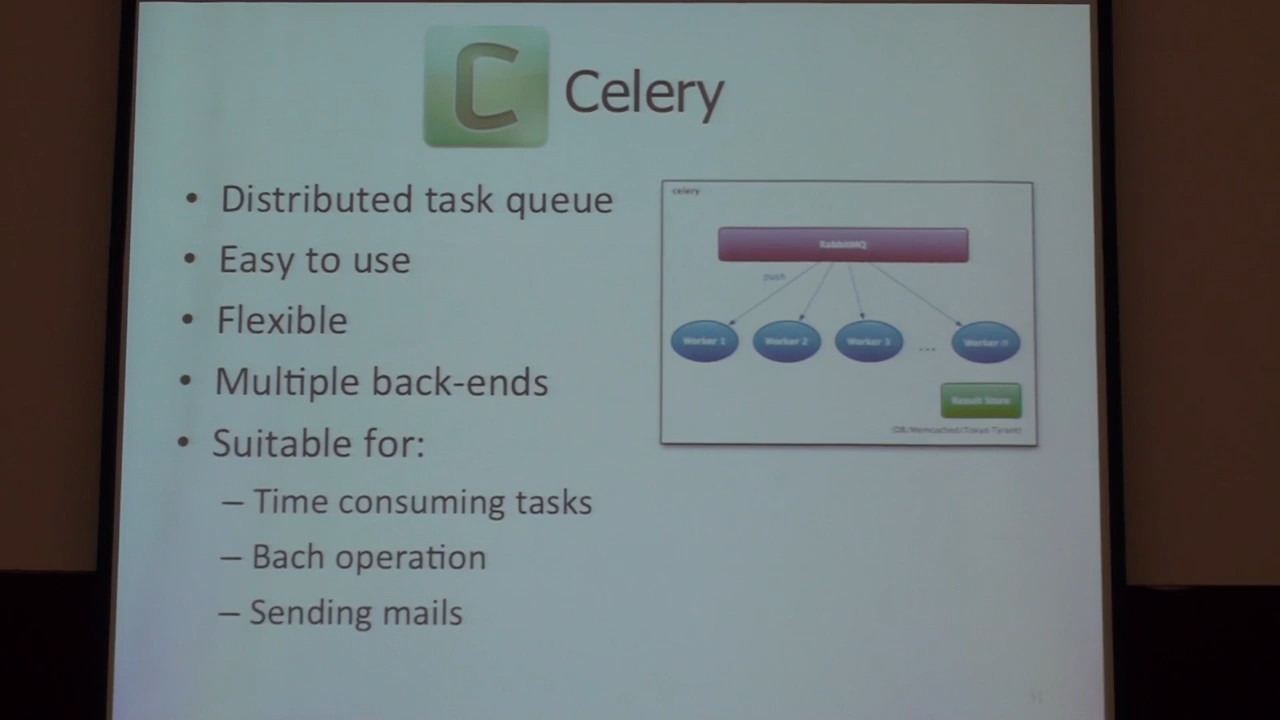 C Celery
• Distributed task queue
• Easy to use
• Flexible
• Multiple back-ends
• Suitable for:
– Time consuming tasks
– Bach operation
– Sending mails
celery
RabbitMQ
push
Worker 1 Worker 2 Worker 3 ... Worker n
Result Store
(DB/Memcached/Tokyo Tyrant)